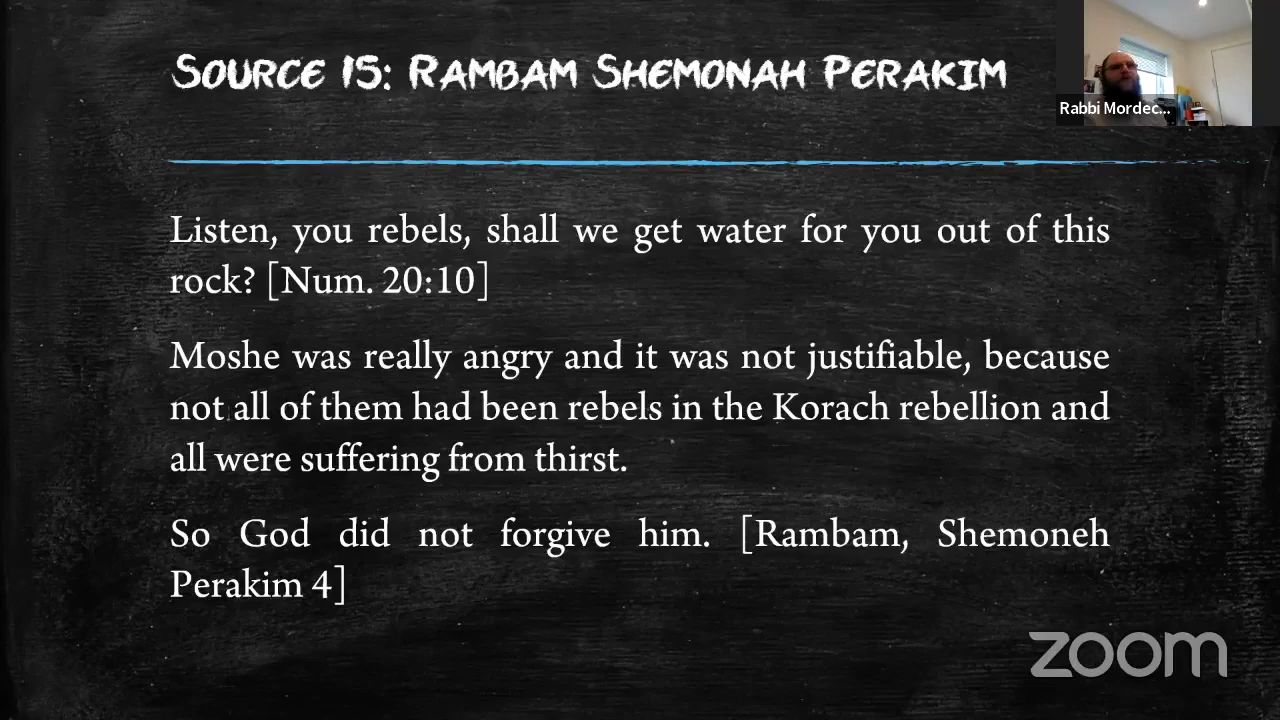 SOURCE 15: RAMBAM SHEMONAH PERAKIM
Rabbi Mordec...
Listen, you rebels, shall we get water for you out of this
rock? [Num. 20:10]
Moshe was really angry and it was not justifiable, because
not all of them had been rebels in the Korach rebellion and
all were suffering from thirst.
So God did not forgive him. [Rambam, Shemoneh
Perakim 4]
zoom